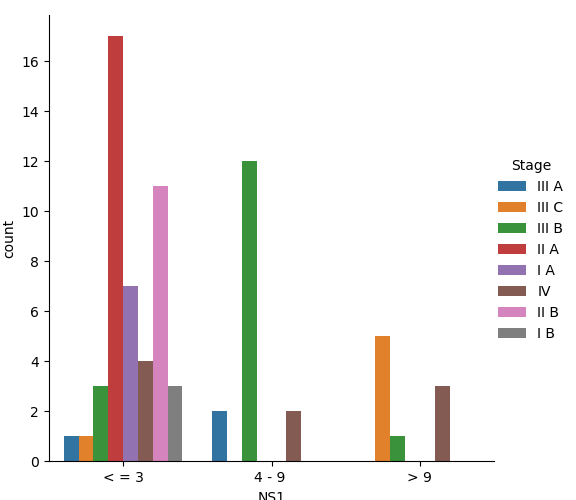 16
14
12
10
8
6
4
2
0
count
< = 3
4 - 9
> 9
NS1
Stage
III A
III C
III B
II A
I A
IV
II B
I B